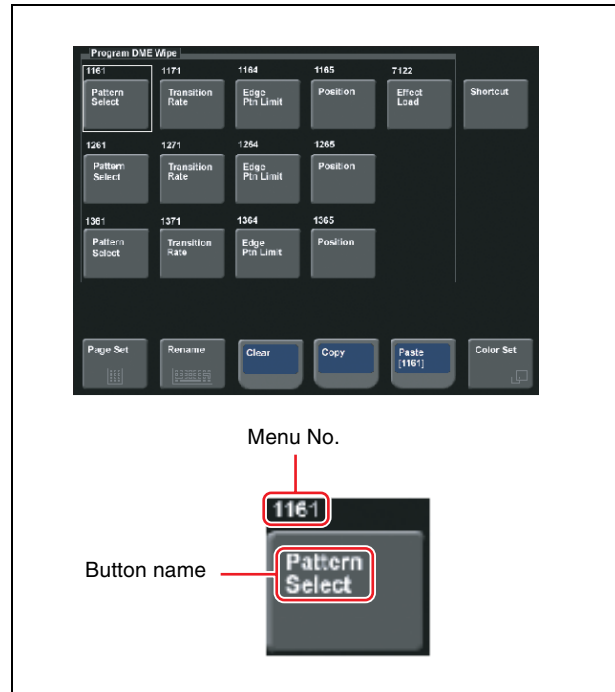 Program DME Wipe
1161 1171 1164 1165 7122
Pattern Select Transition Rate Edge Ptn Limit Position Effect Load Shortcut
1261 1271 1264 1265
Pattern Select Transition Rate Edge Ptn Limit Position
1361 1371 1364 1365
Pattern Select Transition Rate Edge Ptn Limit Position
Page Set Rename Clear Copy Paste [1161] Color Set
Menu No.
1161
Button name
Pattern
Select